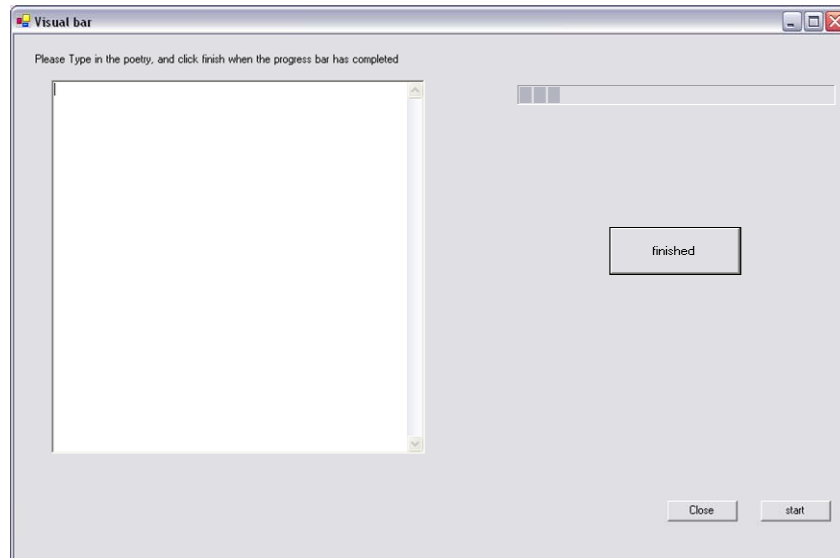 Visual bar
Please Type in the poetry, and click finish when the progress bar has completed
finished
Close start